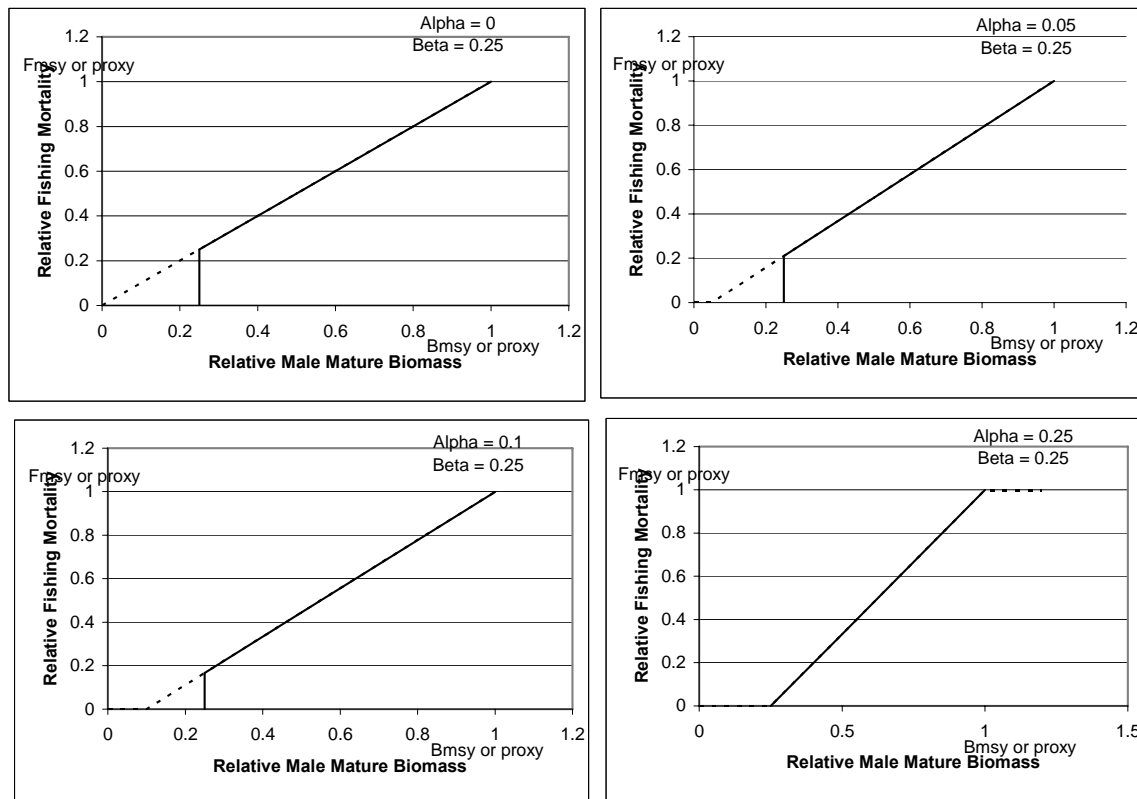 Alpha = 0
Beta = 0.25
Fmsy or proxy
Relative Fishing Mortality
1.2
1
0.8
0.6
0.4
0.2
0
0 0.2 0.4 0.6 0.8 1 1.2
Bmsy or proxy
Relative Male Mature Biomass
Alpha = 0.05
Beta = 0.25
Fmsy or proxy
Relative Fishing Mortality
1.2
1
0.8
0.6
0.4
0.2
0
0 0.2 0.4 0.6 0.8 1 1.2
Bmsy or proxy
Relative Male Mature Biomass
Alpha = 0.1
Beta = 0.25
Fmsy or proxy
Relative Fishing Mortality
1.2
1
0.8
0.6
0.4
0.2
0
0 0.2 0.4 0.6 0.8 1 1.2
Bmsy or proxy
Relative Male Mature Biomass
Alpha = 0.25
Beta = 0.25
Fmsy or proxy
Relative Fishing Mortality
1.2
1
0.8
0.6
0.4
0.2
0
0 0.5 1 1.5
Bmsy or proxy
Relative Male Mature Biomass